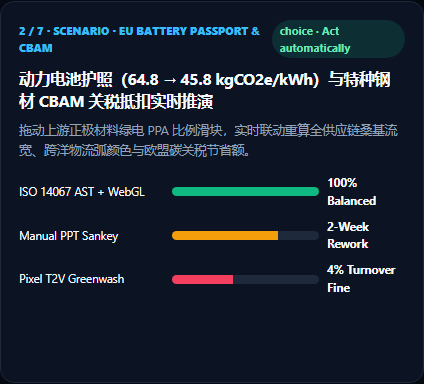 2 / 7 · SCENARIO · EU BATTERY PASSPORT &
CBAM
choice · Act
automatically
动力电池护照（64.8 → 45.8 kgCO2e/kWh）与特种钢
材 CBAM 关税抵扣实时推演
拖动上游正极材料绿电 PPA 比例滑块，实时联动重算全供应链桑基流
宽、跨洋物流弧颜色与欧盟碳关税节省额。
ISO 14067 AST + WebGL
100%
Balanced
Manual PPT Sankey
2-Week
Rework
Pixel T2V Greenwash
4% Turnover
Fine